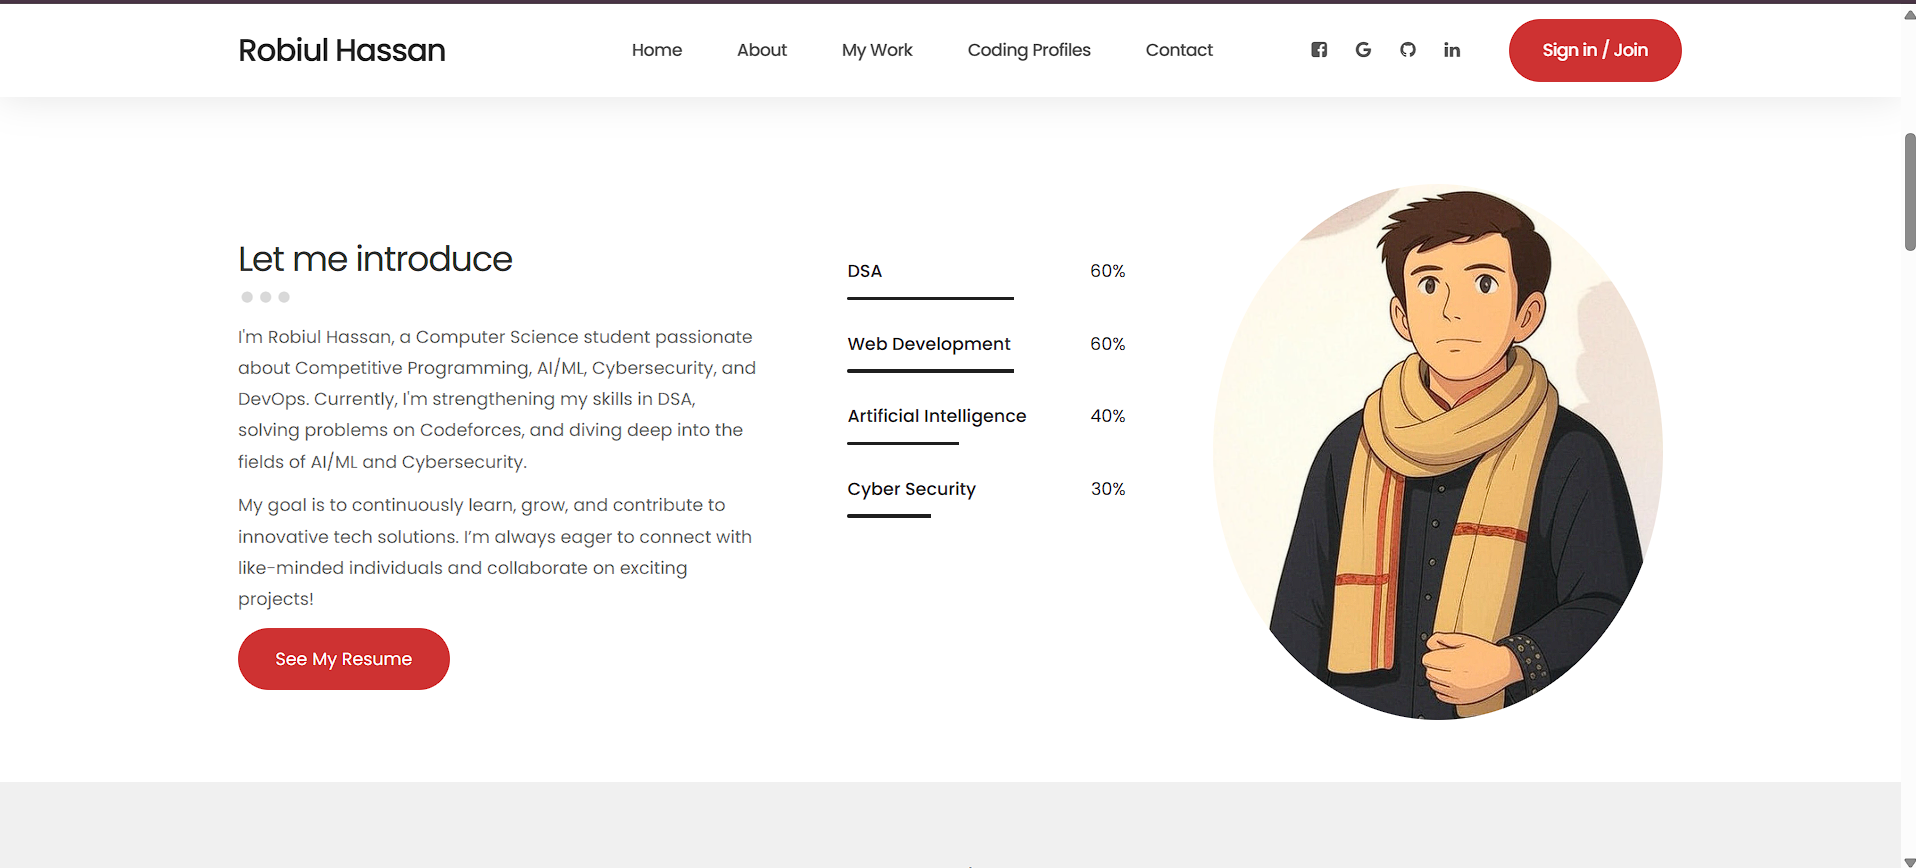 Robiul Hassan
Home
About
My Work
Coding Profiles
Contact
Sign in / Join
Let me introduce
I'm Robiul Hassan, a Computer Science student passionate
about Competitive Programming, AI/ML, Cybersecurity, and
DevOps. Currently, I'm strengthening my skills in DSA,
solving problems on Codeforces, and diving deep into the
fields of AI/ML and Cybersecurity.
My goal is to continuously learn, grow, and contribute to
innovative tech solutions. I’m always eager to connect with
like-minded individuals and collaborate on exciting
projects!
See My Resume
DSA 60%
Web Development 60%
Artificial Intelligence 40%
Cyber Security 30%